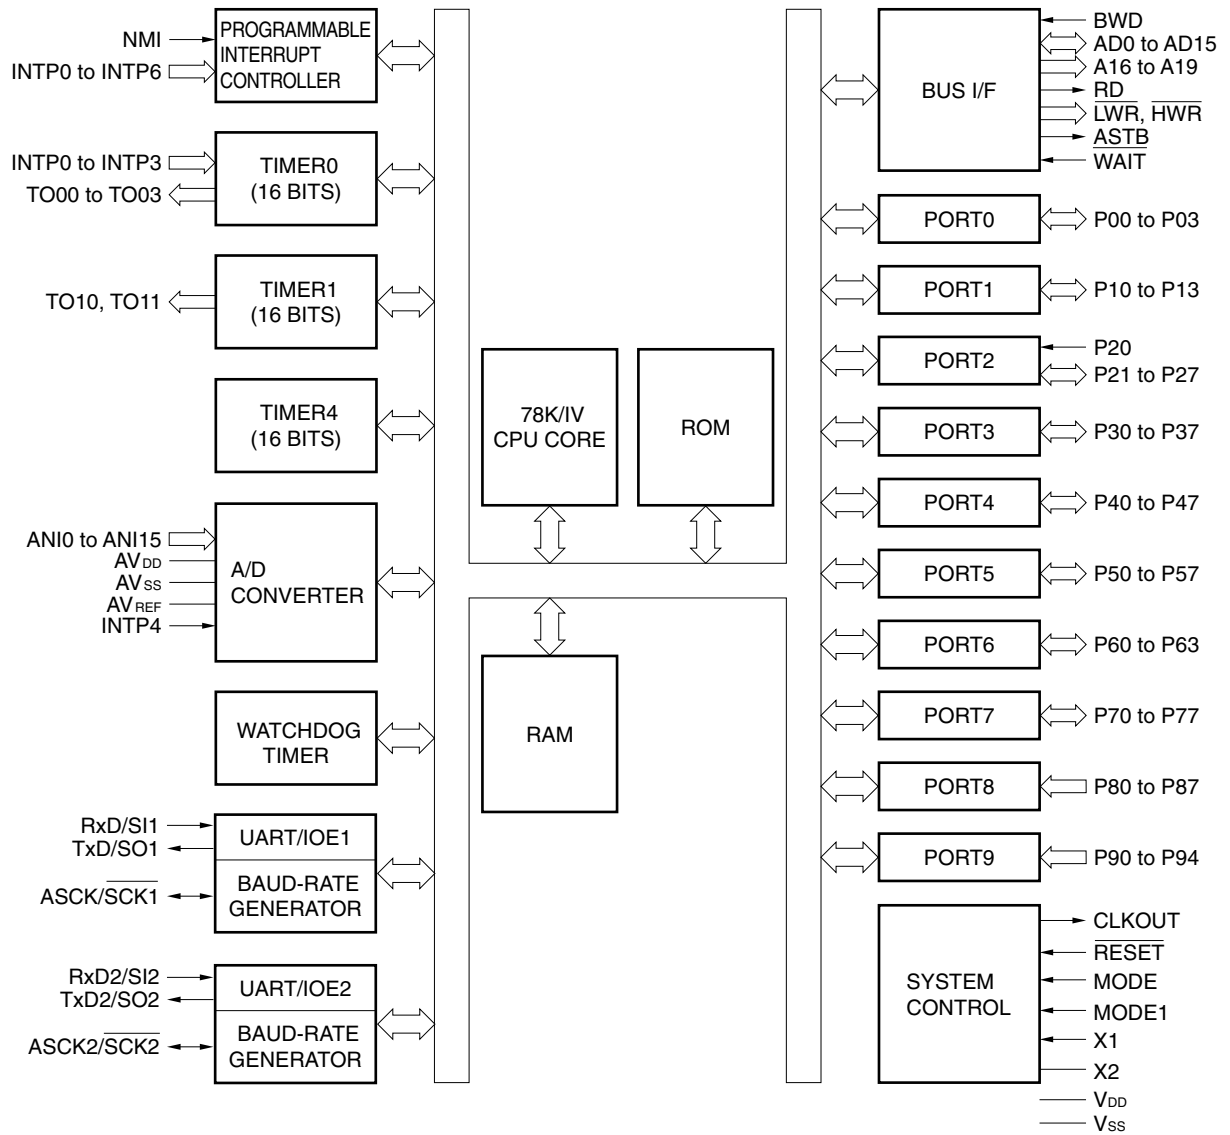 NMI
INTP0 to INTP6
PROGRAMMABLE
INTERRUPT
CONTROLLER
INTP0 to INTP3
TO00 to TO03
TIMER0
(16 BITS)
TO10, TO11
TIMER1
(16 BITS)
TIMER4
(16 BITS)
ANI0 to ANI15
AVDD
AVSS
AVREF
INTP4
A/D
CONVERTER
WATCHDOG
TIMER
RxD/SI1
TxD/SO1
ASCK/S̅C̅K̅1̅
UART/IOE1
BAUD-RATE
GENERATOR
RxD2/SI2
TxD2/SO2
ASCK2/S̅C̅K̅2̅
UART/IOE2
BAUD-RATE
GENERATOR
78K/IV
CPU CORE
ROM
RAM
BUS I/F
BWD
AD0 to AD15
A16 to A19
RD
L̅W̅R̅, H̅W̅R̅
ASTB
W̅A̅I̅T̅
PORT0
P00 to P03
PORT1
P10 to P13
PORT2
P20
P21 to P27
PORT3
P30 to P37
PORT4
P40 to P47
PORT5
P50 to P57
PORT6
P60 to P63
PORT7
P70 to P77
PORT8
P80 to P87
PORT9
P90 to P94
SYSTEM
CONTROL
CLKOUT
R̅E̅S̅E̅T̅
MODE
MODE1
X1
X2
VDD
VSS